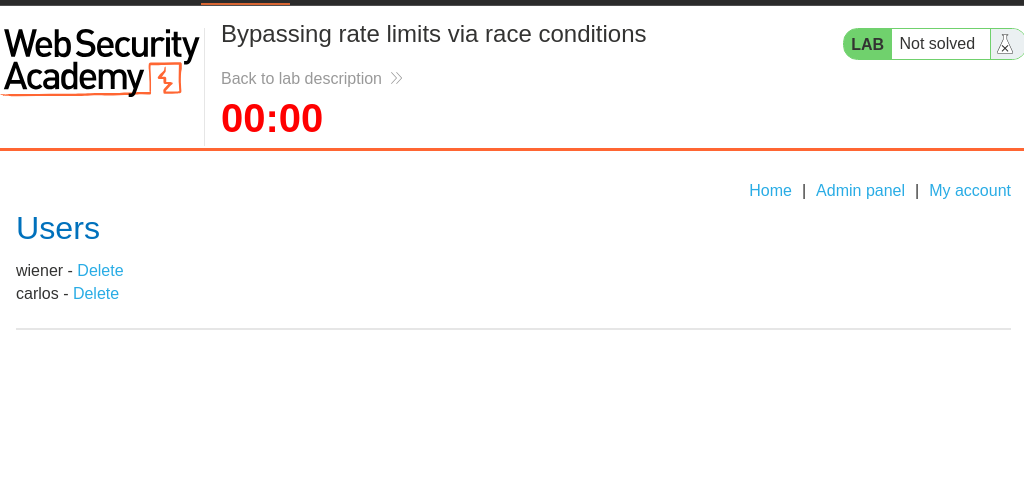 Web Security
Academy
Bypassing rate limits via race conditions
Back to lab description
00:00
LAB Not solved
Home | Admin panel | My account
Users
wiener - Delete
carlos - Delete